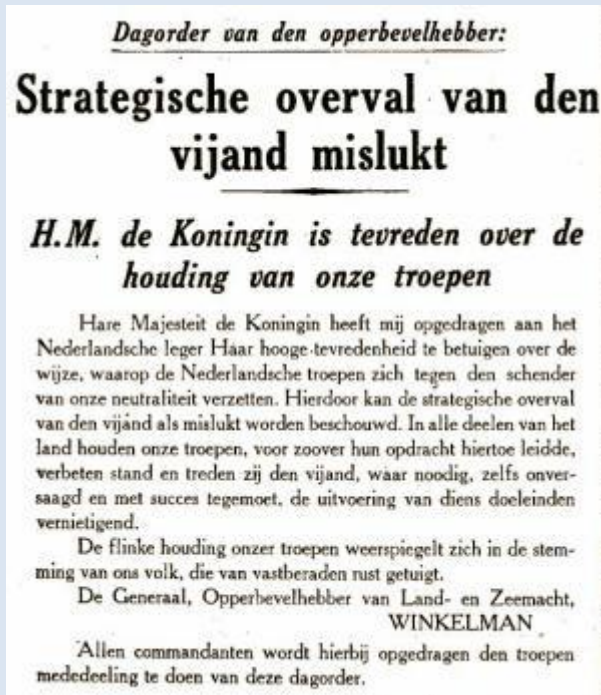 Dagorder van den opperbevelhebber:
Strategische overval van den
vijand mislukt
H.M. de Koningin is tevreden over de
houding van onze troepen
Hare Majesteit de Koningin heeft mij opgedragen aan het
Nederlandsche leger Haar hooge tevredenheid te betuigen over de
wijze, waarop de Nederlandsche troepen zich tegen den schender
van onze neutraliteit verzetten. Hierdoor kan de strategische overval
van den vijand als mislukt worden beschouwd. In alle deelen van het
land houden onze troepen, voor zoover hun opdracht hiertoe leidde,
verbeten stand en treden zij den vijand, waar noodig, zelfs onver-
saagd en met succes tegemoet, de uitvoering van diens doeleinden
vernietigend.
De flinke houding onzer troepen weerspiegelt zich in de stem-
ming van ons volk, die van vastberaden rust getuigt.
De Generaal, Opperbevelhebber van Land- en Zeemacht,
WINKELMAN
Allen commandanten wordt hierbij opgedragen den troepen
mededeeling te doen van deze dagorder.